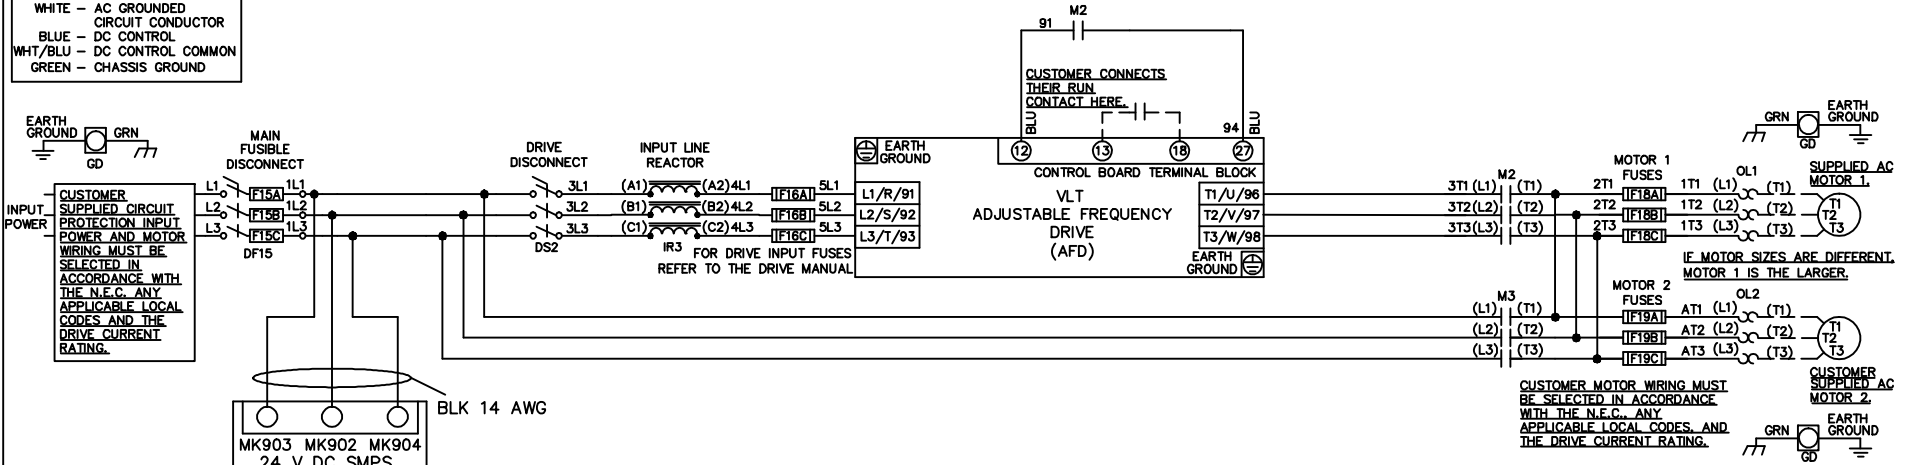 WHITE – AC GROUNDED
CIRCUIT CONDUCTOR
BLUE – DC CONTROL
WHT/BLU – DC CONTROL COMMON
GREEN – CHASSIS GROUND
EARTH
GROUND
GRN
GD
INPUT
POWER
CUSTOMER
SUPPLIED CIRCUIT
PROTECTION INPUT
POWER AND MOTOR
WIRING MUST BE
SELECTED IN
ACCORDANCE WITH
THE N.E.C. ANY
APPLICABLE LOCAL
CODES AND THE
DRIVE CURRENT
RATING.
MAIN
FUSIBLE
DISCONNECT
L1 F15A 1L1
L2 F15B 1L2
L3 F15C 1L3
DF15
MK903 MK902 MK904
24 V DC SMPS
BLK 14 AWG
DRIVE
DISCONNECT
3L1
3L2
3L3
DS2
INPUT LINE
REACTOR
(A1) (A2) 4L1
(B1) (B2) 4L2
(C1) (C2) 4L3
IR3
F16A 5L1
F16B 5L2
F16C 5L3
FOR DRIVE INPUT FUSES
REFER TO THE DRIVE MANUAL
M2
91
CUSTOMER CONNECTS
THEIR RUN
CONTACT HERE.
BLU
94 BLU
12 13 18 27
CONTROL BOARD TERMINAL BLOCK
EARTH
GROUND
L1/R/91
L2/S/92
L3/T/93
VLT
ADJUSTABLE FREQUENCY
DRIVE
(AFD)
T1/U/96
T2/V/97
T3/W/98
EARTH
GROUND
M2
3T1 (L1) (T1)
3T2(L2) (T2)
3T3(L3) (T3)
M3
(L1) (T1)
(L2) (T2)
(L3) (T3)
MOTOR 1
FUSES
2T1 F18A 1T1 (L1)
2T2 F18B 1T2 (L2)
2T3 F18C 1T3 (L3)
OL1
(T1)
(T2)
(T3)
T1
T2
T3
GRN
EARTH
GROUND
GD
SUPPLIED AC
MOTOR 1.
IF MOTOR SIZES ARE DIFFERENT,
MOTOR 1 IS THE LARGER.
MOTOR 2
FUSES
F19A AT1 (L1)
F19B AT2 (L2)
F19C AT3 (L3)
OL2
(T1)
(T2)
(T3)
T1
T2
T3
CUSTOMER
SUPPLIED AC
MOTOR 2.
CUSTOMER MOTOR WIRING MUST
BE SELECTED IN ACCORDANCE
WITH THE N.E.C., ANY
APPLICABLE LOCAL CODES, AND
THE DRIVE CURRENT RATING.
GRN
EARTH
GROUND
GD